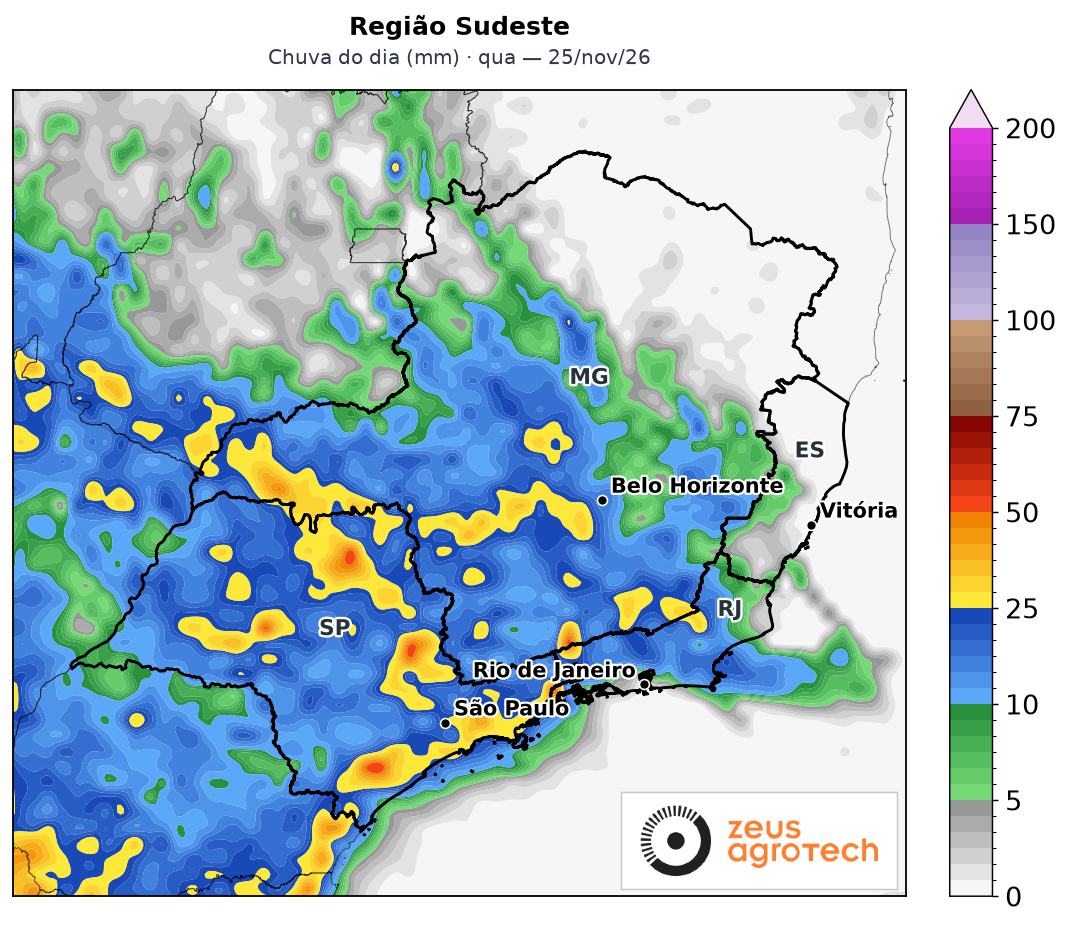 Região Sudeste
Chuva do dia (mm) · qua — 25/nov/26
200
150
100
75
50
25
10
5
0
MG
ES
Belo Horizonte
Vitória
RJ
SP
Rio de Janeiro
São Paulo
zeus
agrotech